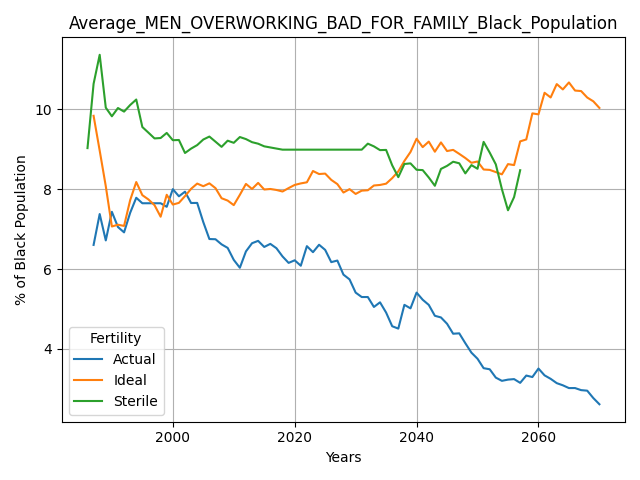 Average_MEN_OVERWORKING_BAD_FOR_FAMILY_Black_Population
% of Black Population
10
8
6
4
Fertility
Actual
Ideal
Sterile
2000 2020 2040 2060
Years